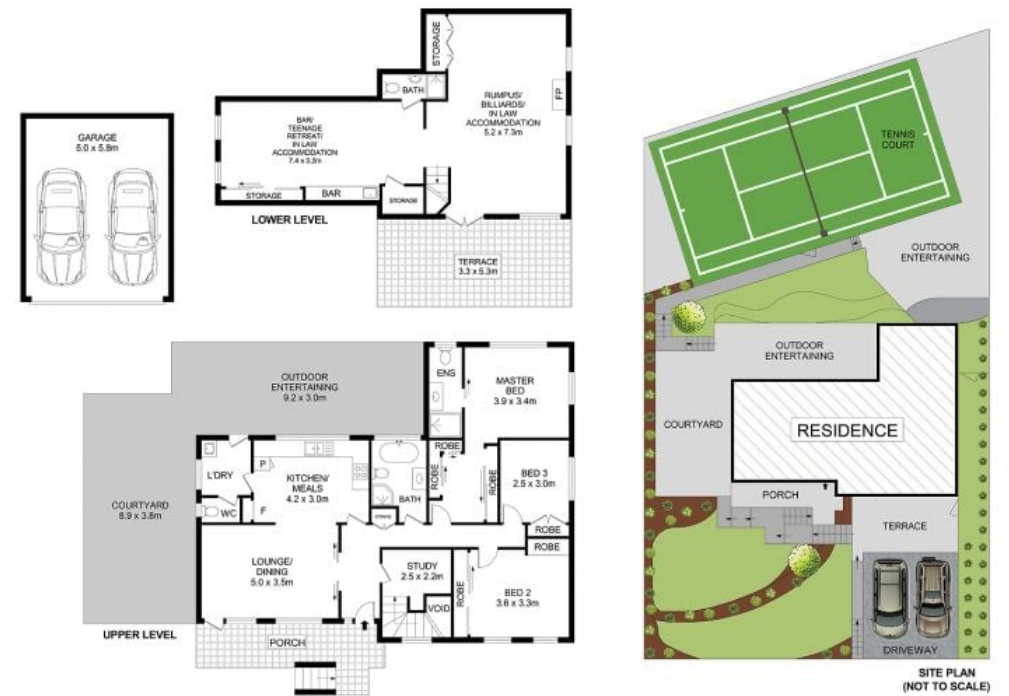 GARAGE
5.0 x 5.8m
STORAGE
BATH
RUMPUS/
BILLIARDS/
IN LAW
ACCOMMODATION
5.2 x 7.3m
FP
BAR/
TEENAGE
RETREAT/
IN LAW
ACCOMMODATION
7.4 x 3.3m
STORAGE
BAR
STORAGE
LOWER LEVEL
TERRACE
3.3 x 5.3m
OUTDOOR
ENTERTAINING
9.2 x 3.0m
ENS
MASTER
BED
3.9 x 3.4m
ROBE
ROBE
ROBE
L'DRY
P
KITCHEN/
MEALS
4.2 x 3.0m
F
WC
BATH
STORAGE
BED 3
2.5 x 3.0m
ROBE
ROBE
COURTYARD
8.9 x 3.8m
LOUNGE/
DINING
5.0 x 3.5m
STUDY
2.5 x 2.2m
VOID
ROBE
BED 2
3.6 x 3.3m
UPPER LEVEL
PORCH
TENNIS
COURT
OUTDOOR
ENTERTAINING
OUTDOOR
ENTERTAINING
COURTYARD
RESIDENCE
PORCH
TERRACE
DRIVEWAY
SITE PLAN
(NOT TO SCALE)